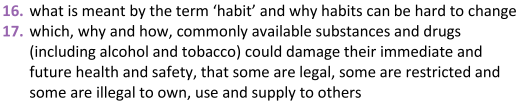 16. what is meant by the term ‘habit’ and why habits can be hard to change
17. which, why and how, commonly available substances and drugs
(including alcohol and tobacco) could damage their immediate and
future health and safety, that some are legal, some are restricted and
some are illegal to own, use and supply to others